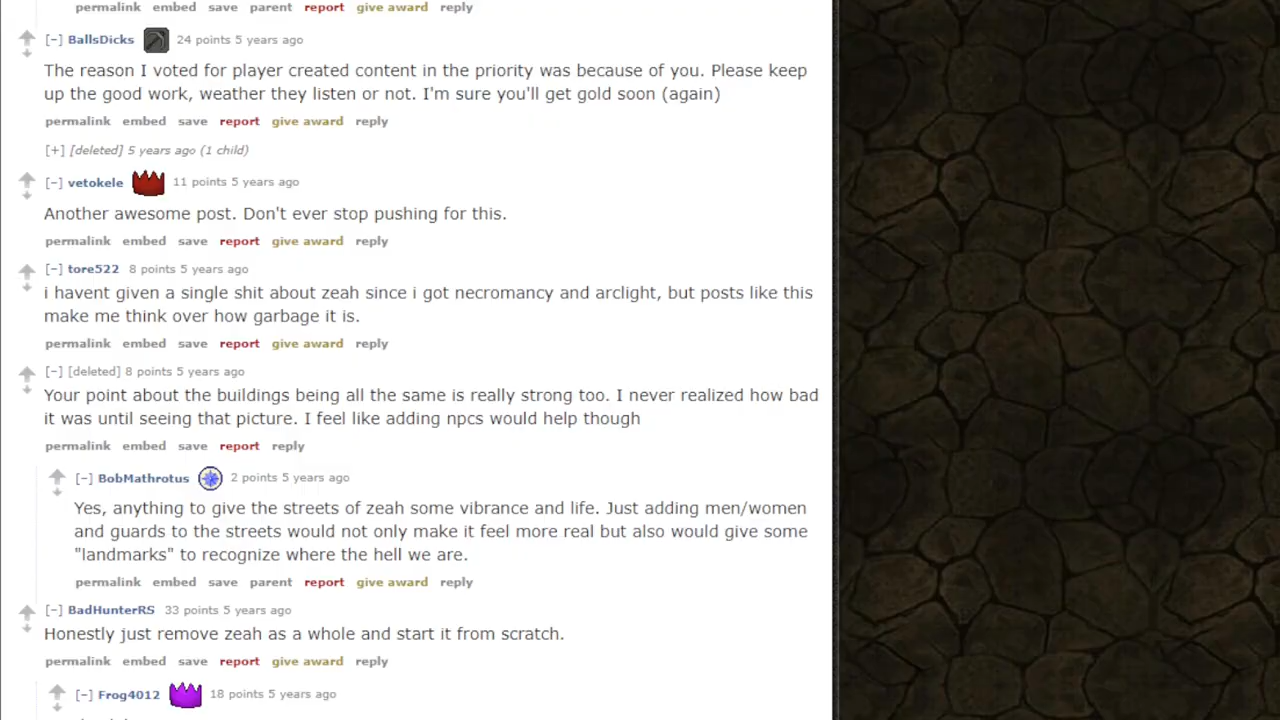 permalink embed save parent report give award reply
[–] BallsDicks 24 points 5 years ago
The reason I voted for player created content in the priority was because of you. Please keep
up the good work, weather they listen or not. I'm sure you'll get gold soon (again)
permalink embed save report give award reply
[+] [deleted] 5 years ago (1 child)
[–] vetokele 11 points 5 years ago
Another awesome post. Don't ever stop pushing for this.
permalink embed save report give award reply
[–] tore522 8 points 5 years ago
i havent given a single shit about zeah since i got necromancy and arclight, but posts like this
make me think over how garbage it is.
permalink embed save report give award reply
[–] [deleted] 8 points 5 years ago
Your point about the buildings being all the same is really strong too. I never realized how bad
it was until seeing that picture. I feel like adding npcs would help though
permalink embed save report reply
[–] BobMathrotus 2 points 5 years ago
Yes, anything to give the streets of zeah some vibrance and life. Just adding men/women
and guards to the streets would not only make it feel more real but also would give some
"landmarks" to recognize where the hell we are.
permalink embed save parent report give award reply
[–] BadHunterRS 33 points 5 years ago
Honestly just remove zeah as a whole and start it from scratch.
permalink embed save report give award reply
[–] Frog4012 18 points 5 years ago